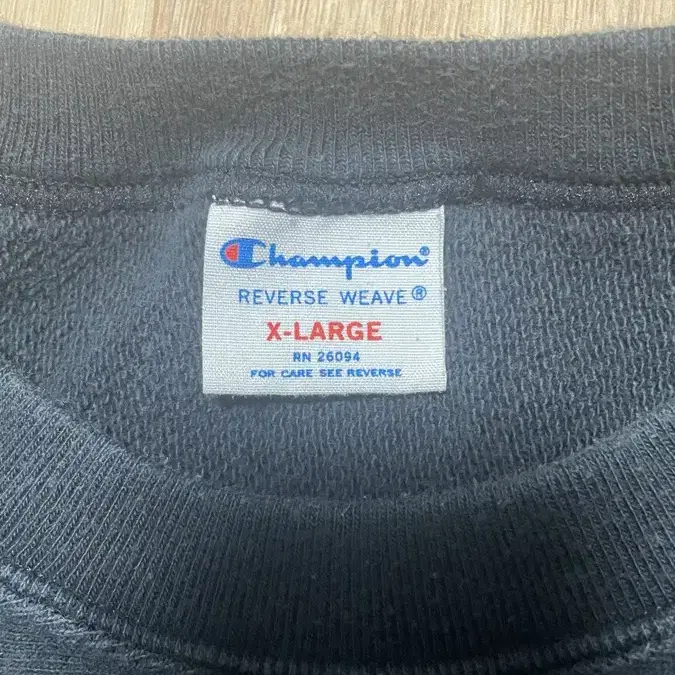 Champion®
REVERSE WEAVE®
X-LARGE
RN 26094
FOR CARE SEE REVERSE